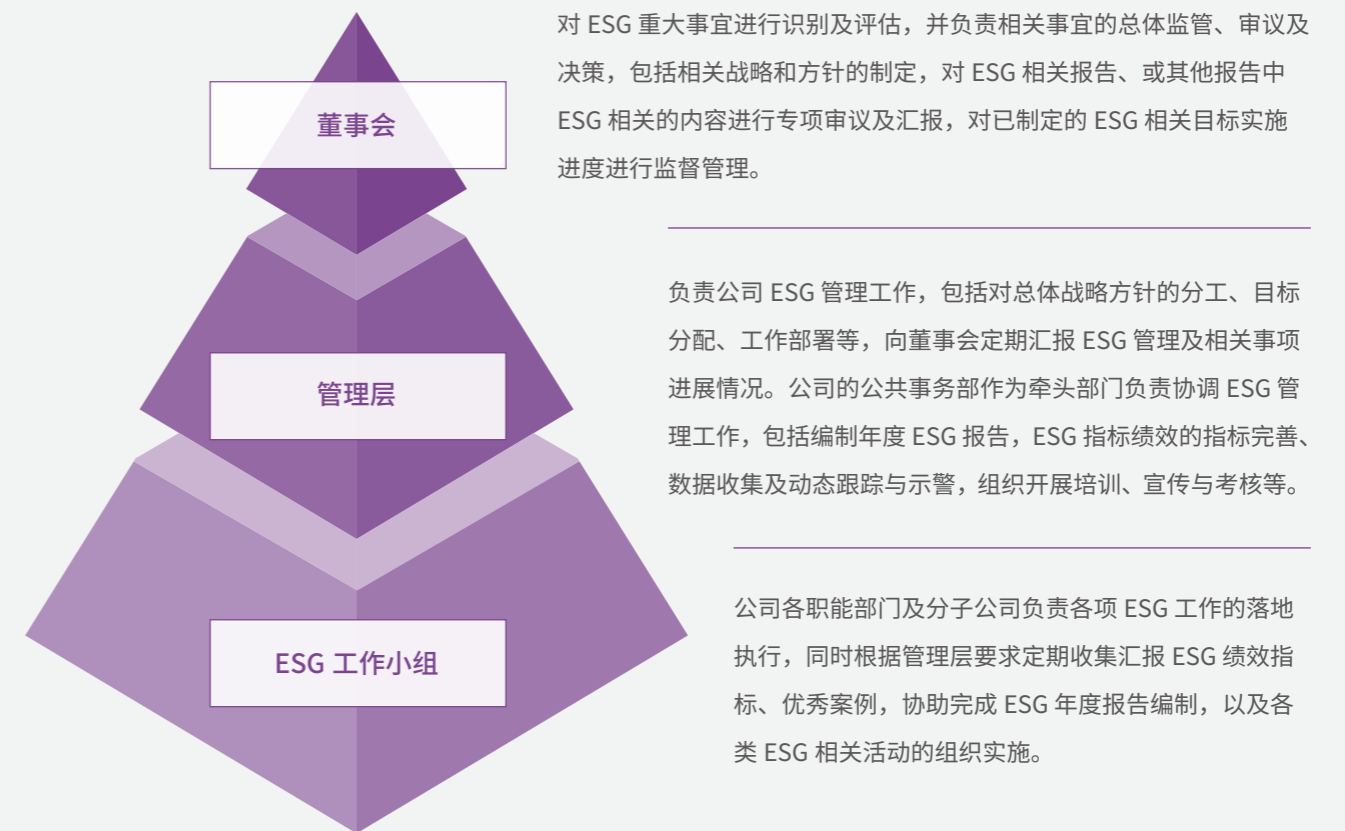 对 ESG 重大事宜进行识别及评估，并负责相关事宜的总体监管、审议及
决策，包括相关战略和方针的制定，对 ESG 相关报告、或其他报告中
ESG 相关的内容进行专项审议及汇报，对已制定的 ESG 相关目标实施
进度进行监督管理。
董事会
负责公司 ESG 管理工作，包括对总体战略方针的分工、目标
分配、工作部署等，向董事会定期汇报 ESG 管理及相关事项
进展情况。公司的公共事务部作为牵头部门负责协调 ESG 管
理工作，包括编制年度 ESG 报告，ESG 指标绩效的指标完善、
数据收集及动态跟踪与示警，组织开展培训、宣传与考核等。
管理层
公司各职能部门及分子公司负责各项 ESG 工作的落地
执行，同时根据管理层要求定期收集汇报 ESG 绩效指
标、优秀案例，协助完成 ESG 年度报告编制，以及各
类 ESG 相关活动的组织实施。
ESG 工作小组